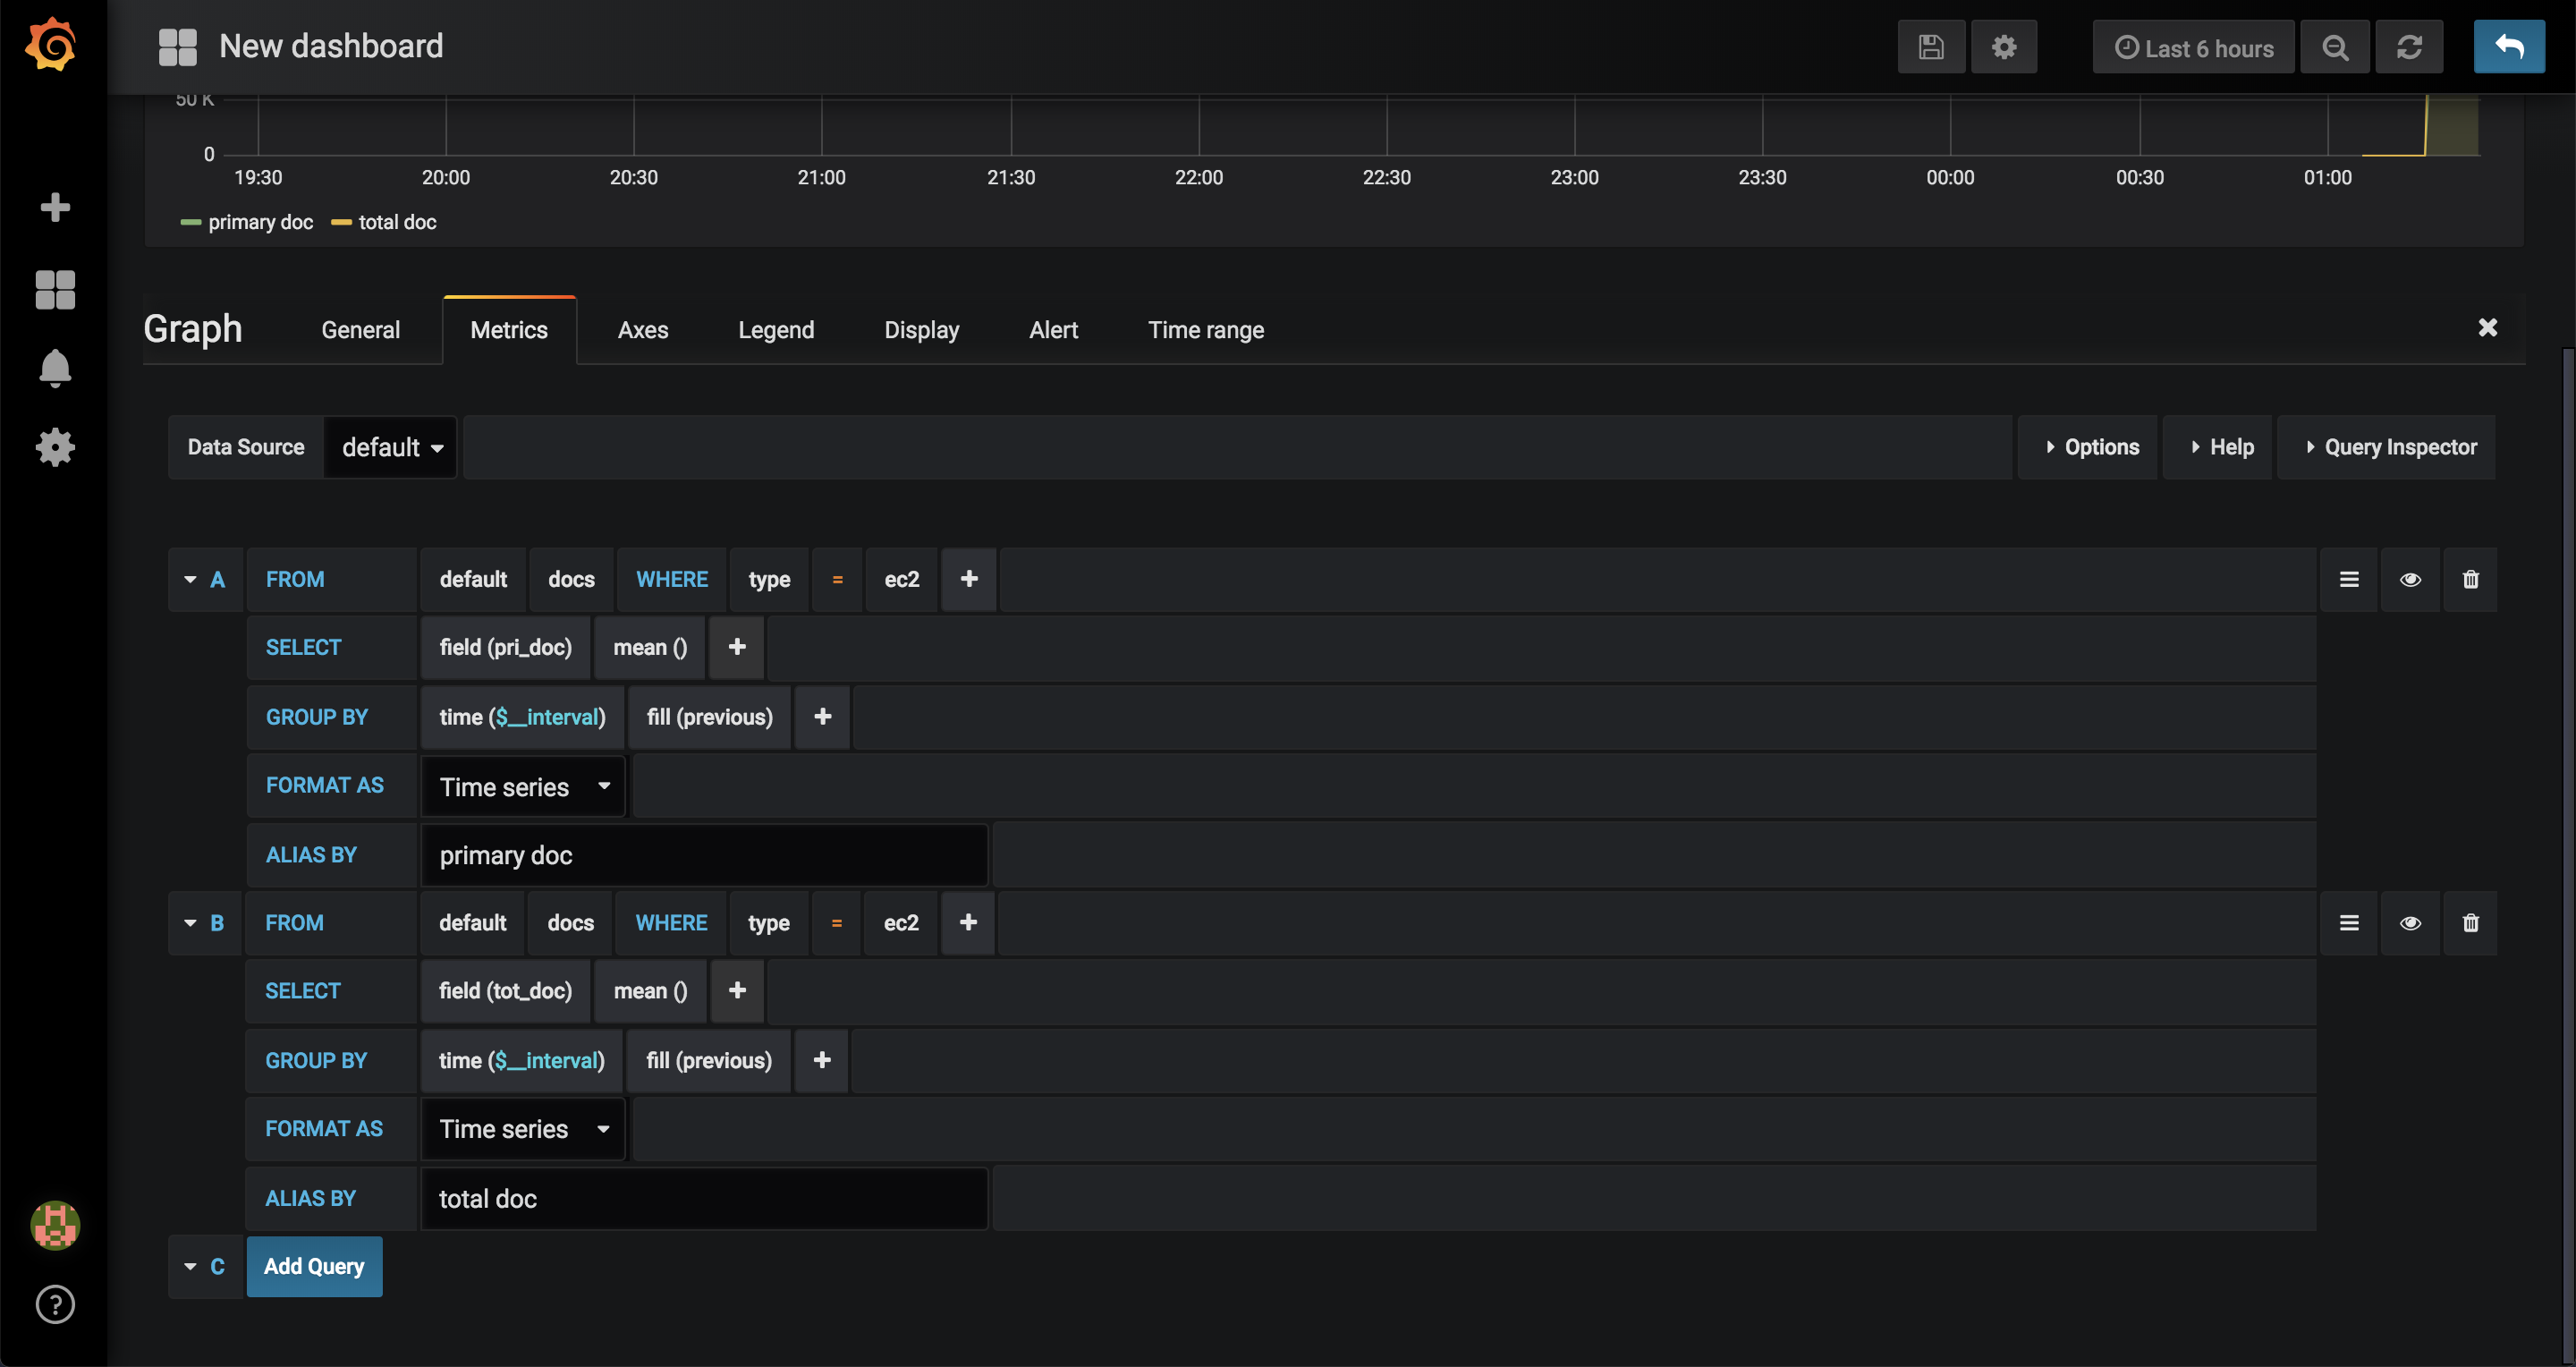 New dashboard
Last 6 hours
50 K
0
19:30 20:00 20:30 21:00 21:30 22:00 22:30 23:00 23:30 00:00 00:30 01:00
primary doc total doc
Graph General Metrics Axes Legend Display Alert Time range
Data Source default Options Help Query Inspector
A FROM default docs WHERE type = ec2
SELECT field (pri_doc) mean ()
GROUP BY time ($__interval) fill (previous)
FORMAT AS Time series
ALIAS BY primary doc
B FROM default docs WHERE type = ec2
SELECT field (tot_doc) mean ()
GROUP BY time ($__interval) fill (previous)
FORMAT AS Time series
ALIAS BY total doc
C Add Query